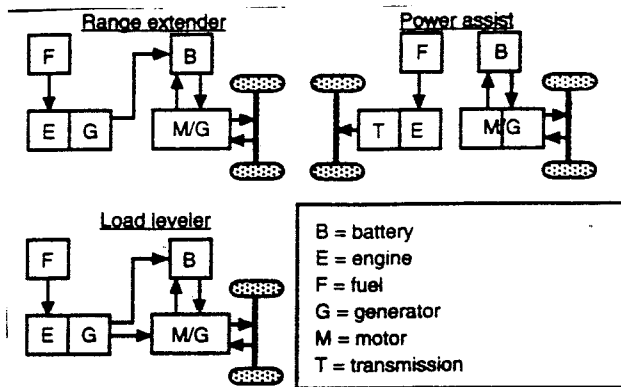 Range extender
F
B
E G
M/G
Power assist
F
B
T E
M/G
Load leveler
F
B
E G
M/G
B = battery
E = engine
F = fuel
G = generator
M = motor
T = transmission